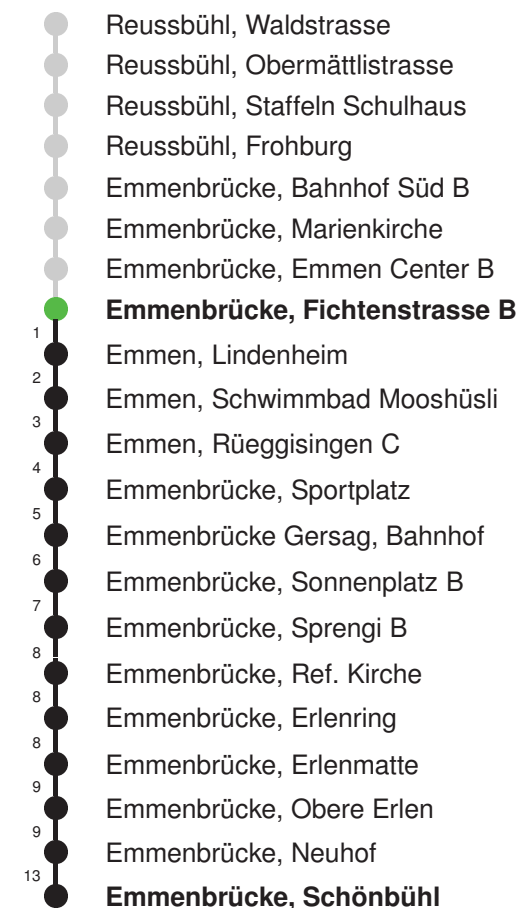 Reussbühl, Waldstrasse
Reussbühl, Obermättlistrasse
Reussbühl, Staffeln Schulhaus
Reussbühl, Frohburg
Emmenbrücke, Bahnhof Süd B
Emmenbrücke, Marienkirche
Emmenbrücke, Emmen Center B
Emmenbrücke, Fichtenstrasse B
1
Emmen, Lindenheim
2
Emmen, Schwimmbad Mooshüsli
3
Emmen, Rüeggisingen C
4
Emmenbrücke, Sportplatz
5
Emmenbrücke Gersag, Bahnhof
6
Emmenbrücke, Sonnenplatz B
7
Emmenbrücke, Sprengi B
8
Emmenbrücke, Ref. Kirche
8
Emmenbrücke, Erlenring
8
Emmenbrücke, Erlenmatte
9
Emmenbrücke, Obere Erlen
9
Emmenbrücke, Neuhof
13
Emmenbrücke, Schönbühl